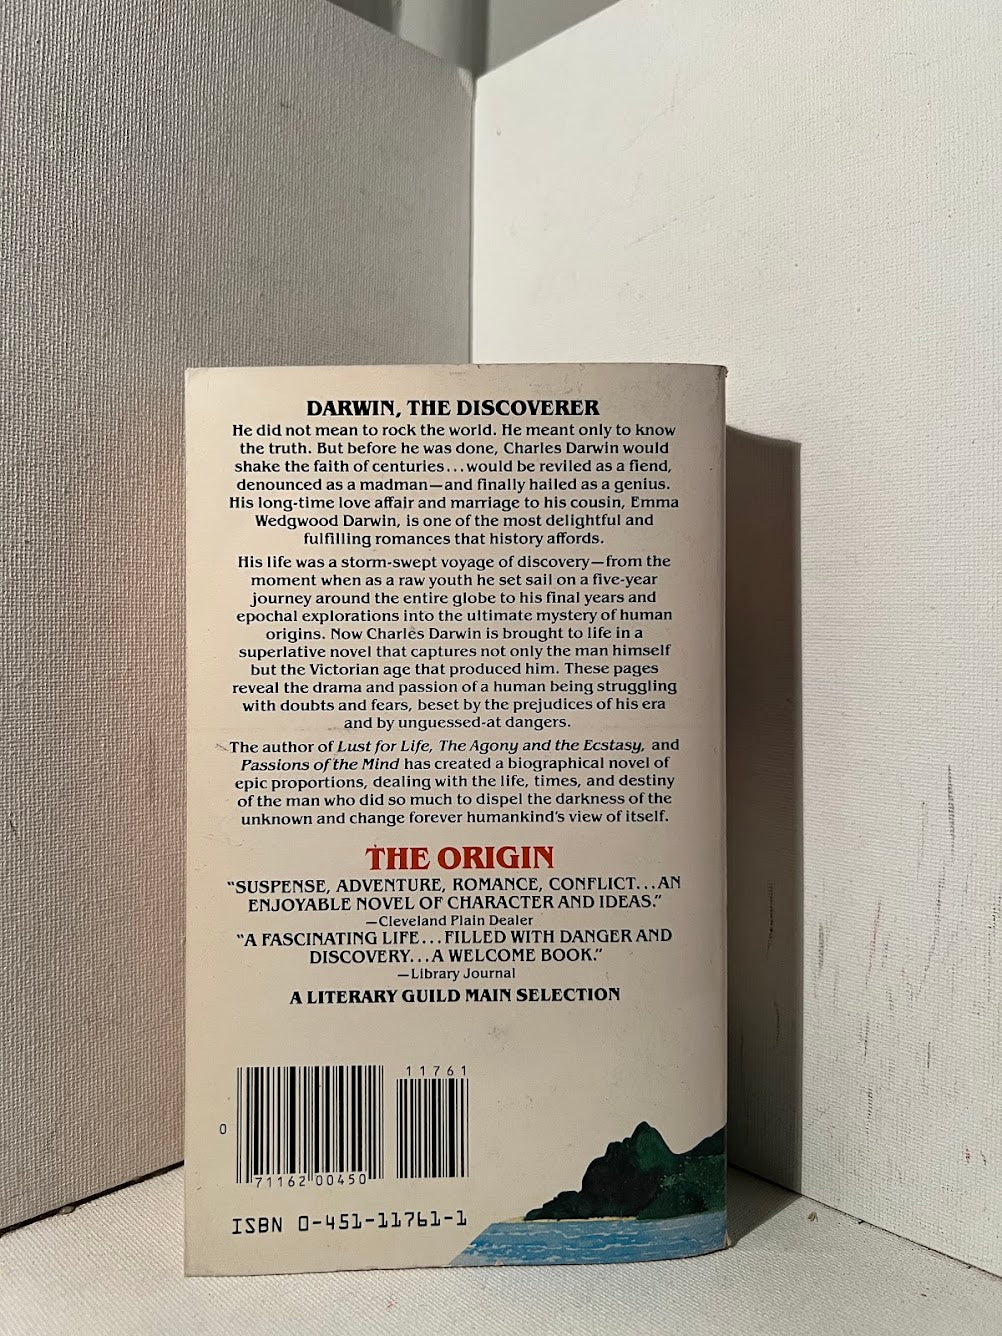 DARWIN, THE DISCOVERER
He did not mean to rock the world. He meant only to know
the truth. But before he was done, Charles Darwin would
shake the faith of centuries...would be reviled as a fiend,
denounced as a madman—and finally hailed as a genius.
His long-time love affair and marriage to his cousin, Emma
Wedgwood Darwin, is one of the most delightful and
fulfilling romances that history affords.
His life was a storm-swept voyage of discovery—from the
moment when as a raw youth he set sail on a five-year
journey around the entire globe to his final years and
epochal explorations into the ultimate mystery of human
origins. Now Charles Darwin is brought to life in a
superlative novel that captures not only the man himself
but the Victorian age that produced him. These pages
reveal the drama and passion of a human being struggling
with doubts and fears, beset by the prejudices of his era
and by unguessed-at dangers.
The author of Lust for Life, The Agony and the Ecstasy, and
Passions of the Mind has created a biographical novel of
epic proportions, dealing with the life, times, and destiny
of the man who did so much to dispel the darkness of the
unknown and change forever humankind's view of itself.
THE ORIGIN
"SUSPENSE, ADVENTURE, ROMANCE, CONFLICT...AN
ENJOYABLE NOVEL OF CHARACTER AND IDEAS."
—Cleveland Plain Dealer
"A FASCINATING LIFE...FILLED WITH DANGER AND
DISCOVERY...A WELCOME BOOK."
—Library Journal
A LITERARY GUILD MAIN SELECTION
11761
0
71162 00450
ISBN 0-451-11761-1